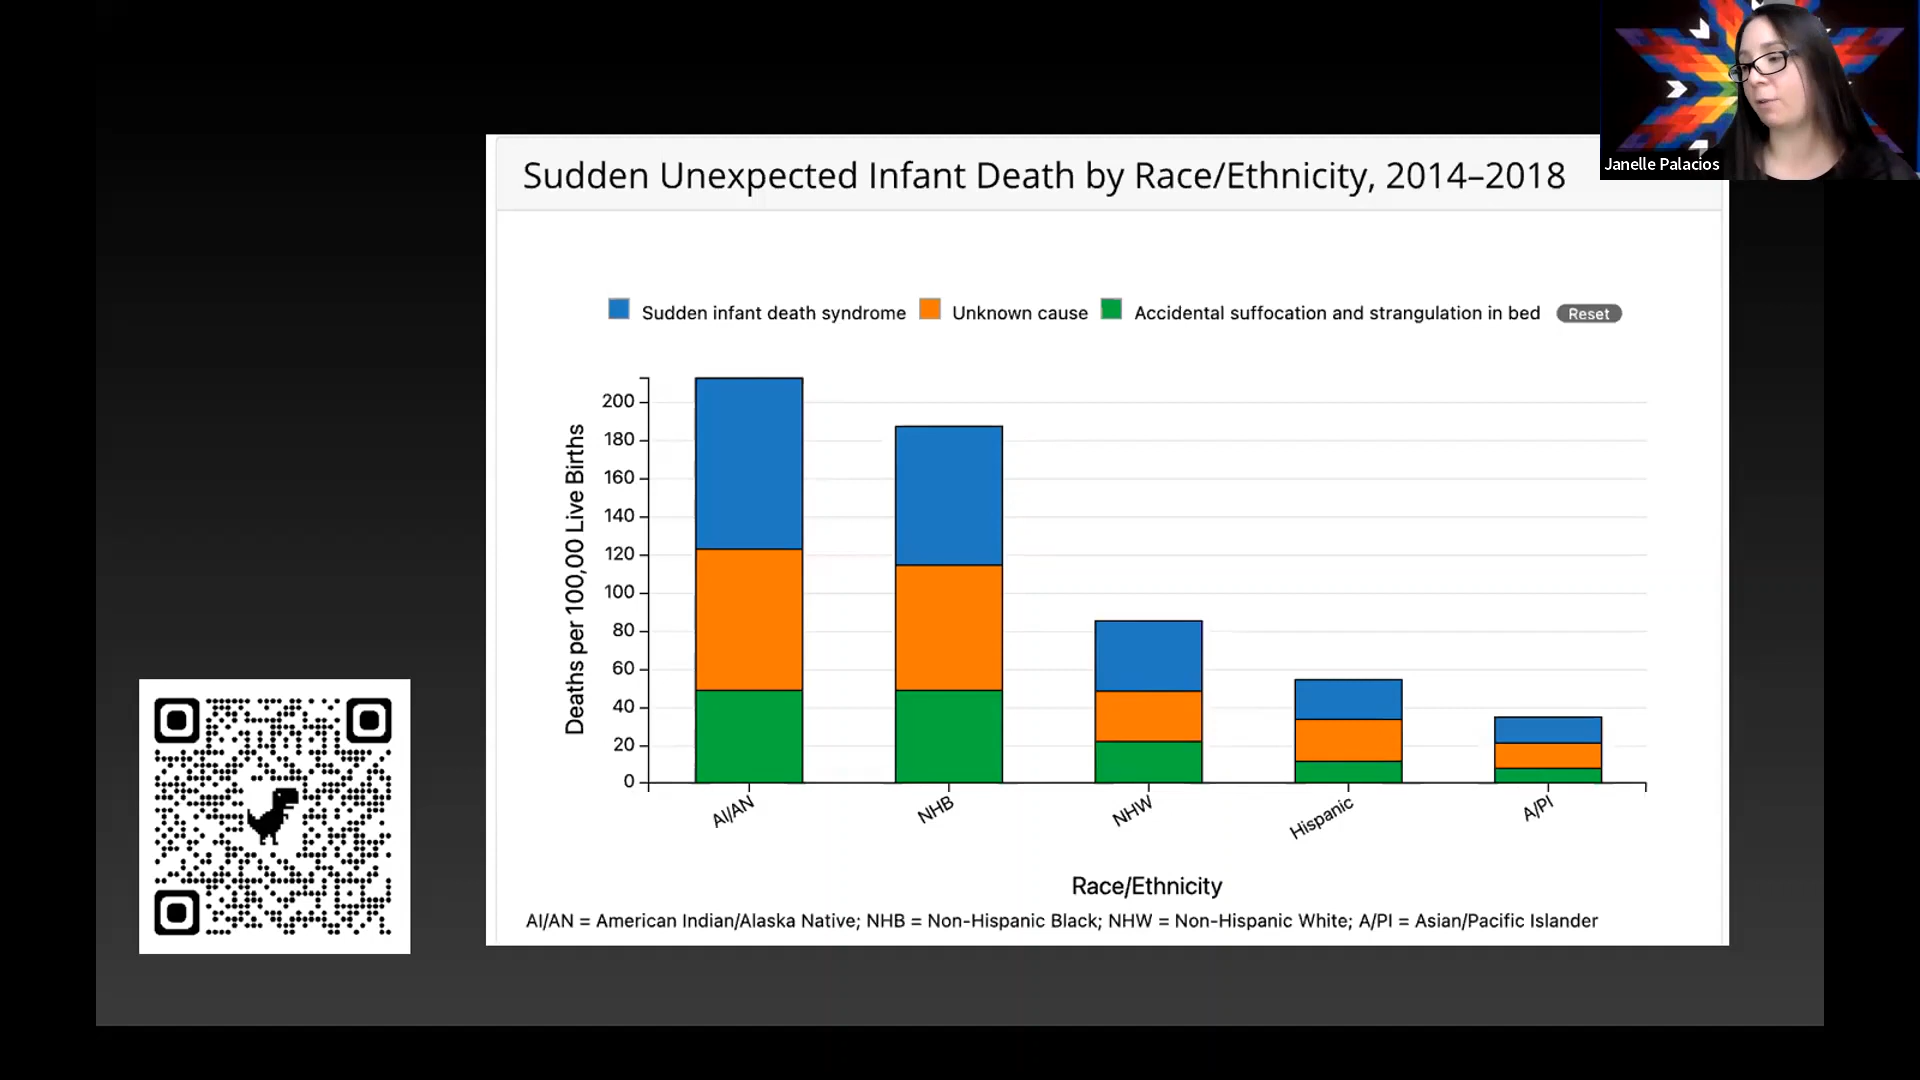 Janelle Palacios
Sudden Unexpected Infant Death by Race/Ethnicity, 2014–2018
Sudden infant death syndrome Unknown cause Accidental suffocation and strangulation in bed Reset
Deaths per 100,00 Live Births
200
180
160
140
120
100
80
60
40
20
0
AI/AN NHB NHW Hispanic A/PI
Race/Ethnicity
AI/AN = American Indian/Alaska Native; NHB = Non-Hispanic Black; NHW = Non-Hispanic White; A/PI = Asian/Pacific Islander